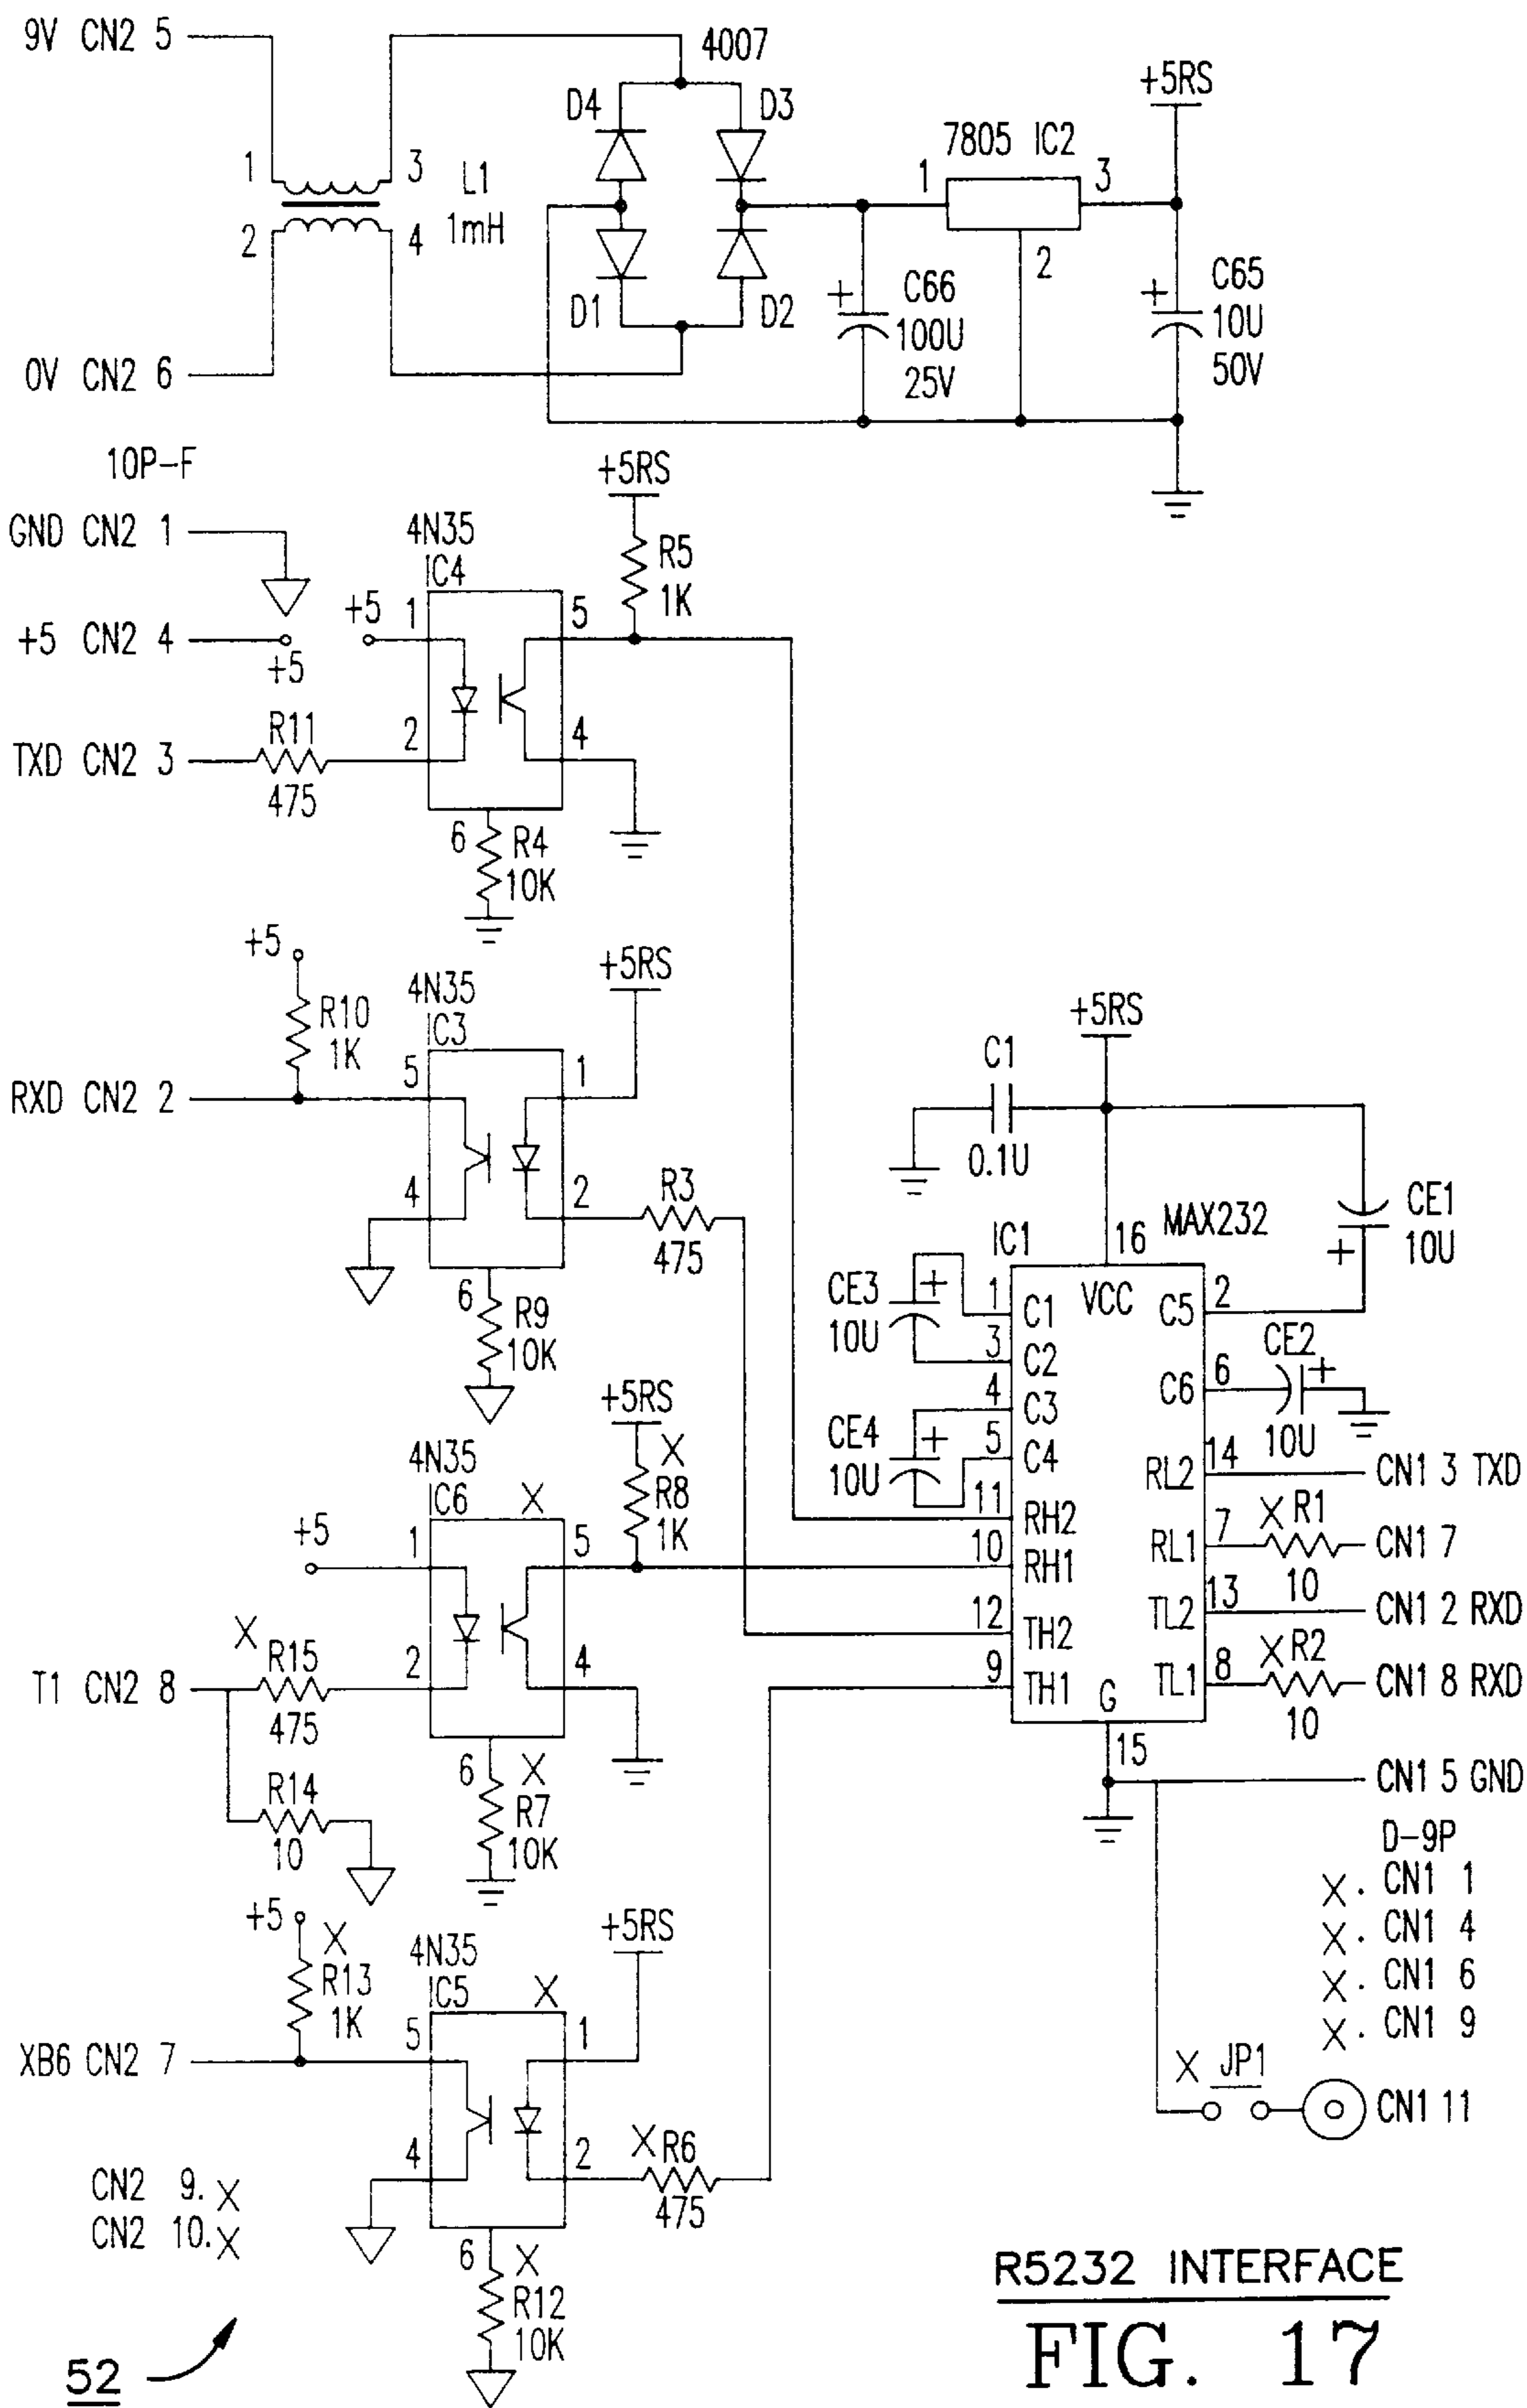 9V CN2 5
4007
+5RS
D4
D3
7805 IC2
1
3
L1
1mH
1
3
2
4
2
D1
D2
+
C66
100U
25V
+
C65
10U
50V
0V CN2 6
10P-F
+5RS
GND CN2 1
4N35
IC4
R5
1K
+5
1
5
+5 CN2 4
+5
R11
2
4
TXD CN2 3
475
6
R4
10K
+5
+5RS
4N35
IC3
R10
1K
5
1
RXD CN2 2
+5RS
C1
0.1U
4
2
R3
475
CE1
10U
+
MAX232
IC1
16
6
R9
10K
CE3
10U
+
1
C1
VCC
C5
2
3
C2
CE2
+
10U
4
C3
C6
6
+5RS
X
R8
1K
CE4
10U
+
5
C4
4N35
IC6
X
14
RL2
CN1 3 TXD
11
RH2
+5
1
5
10
RH1
RL1
7
X R1
10
CN1 7
X
R15
475
12
TH2
TL2
13
CN1 2 RXD
T1 CN2 8
2
4
9
TH1
TL1
8
X R2
10
CN1 8 RXD
G
15
6
X
R7
10K
R14
10
CN1 5 GND
D-9P
X. CN1 1
X. CN1 4
X. CN1 6
X. CN1 9
+5
X
R13
1K
4N35
IC5
X
+5RS
5
1
XB6 CN2 7
X JP1
CN1 11
4
2
X R6
475
CN2 9. X
CN2 10. X
6
X
R12
10K
R5232 INTERFACE
FIG. 17
52